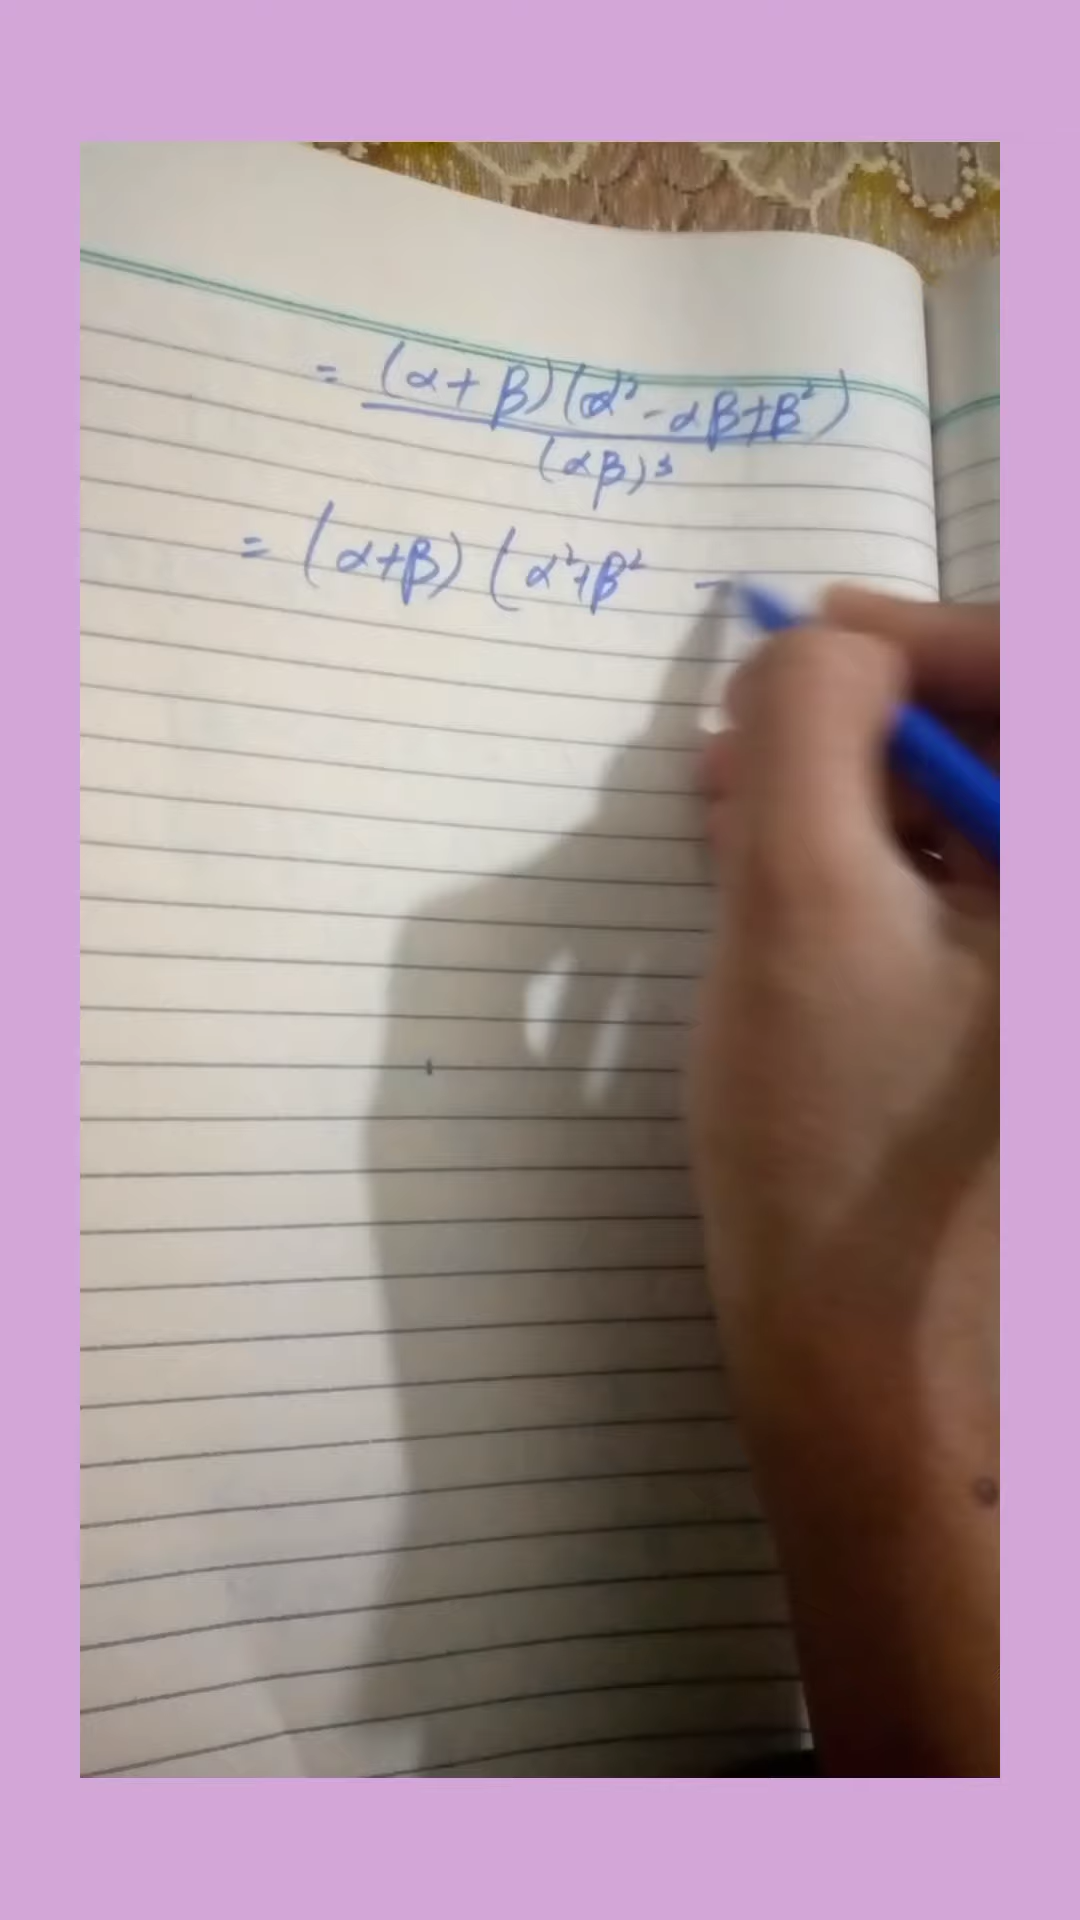 = (α+β)(α²-αβ+β²)
(αβ)³
= (α+β) (α²+β² -